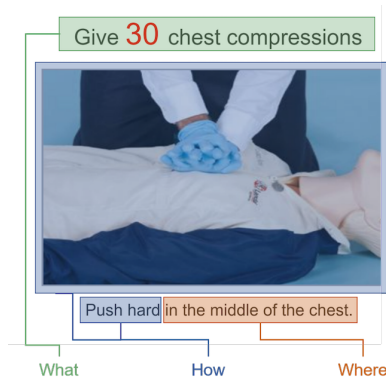 Give 30 chest compressions
Push hard in the middle of the chest.
What How Where